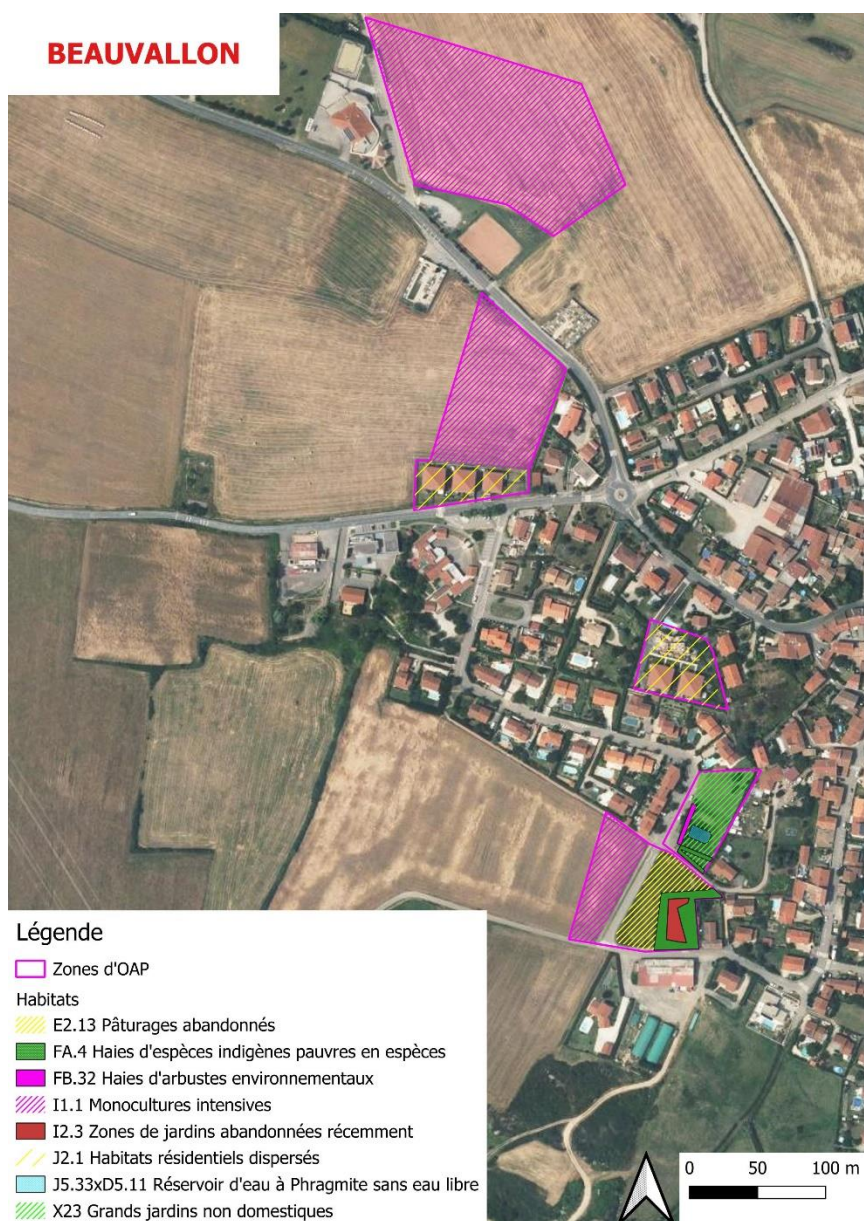 BEAUVALLON
Légende
Zones d'OAP
Habitats
E2.13 Pâturages abandonnés
FA.4 Haies d'espèces indigènes pauvres en espèces
FB.32 Haies d'arbustes environnementaux
I1.1 Monocultures intensives
I2.3 Zones de jardins abandonnées récemment
J2.1 Habitats résidentiels dispersés
J5.33xD5.11 Réservoir d'eau à Phragmite sans eau libre
X23 Grands jardins non domestiques
0 50 100 m